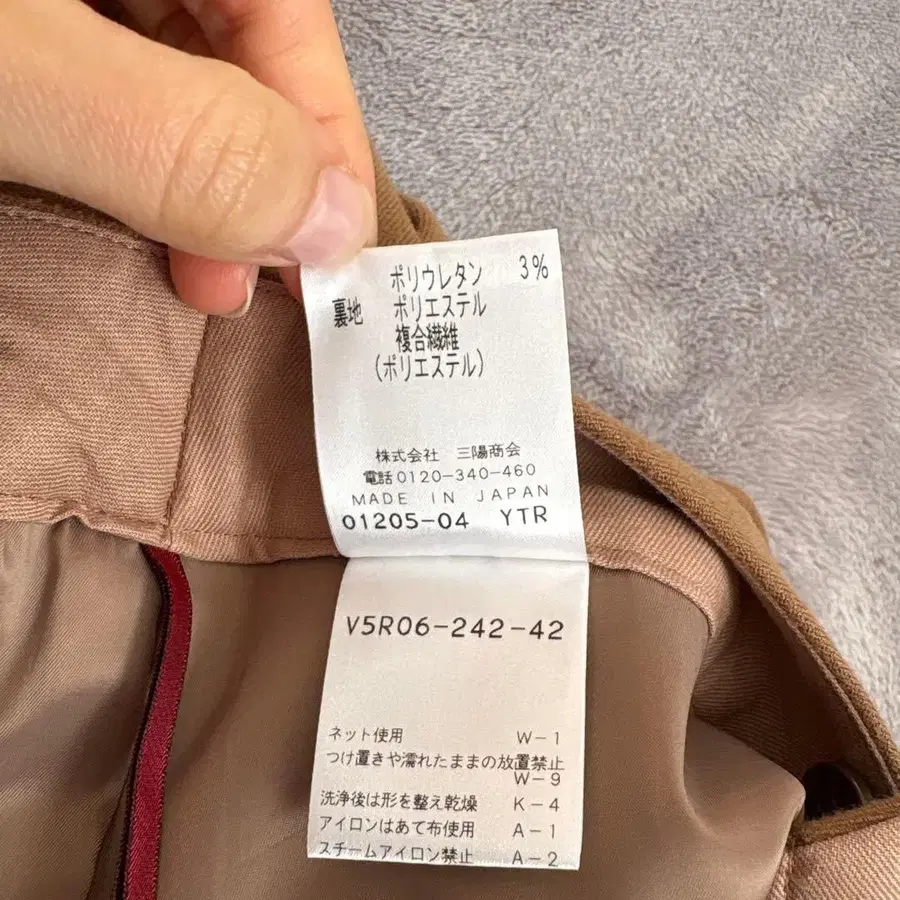 ポリウレタン 3%
裏地 ポリエステル
複合繊維
(ポリエステル)
株式会社 三陽商会
電話0120-340-460
MADE IN JAPAN
01205-04 YTR
V5R06-242-42
ネット使用 W-1
つけ置きや濡れたままの放置禁止
W-9
洗浄後は形を整え乾燥 K-4
アイロンはあて布使用 A-1
スチームアイロン禁止 A-2